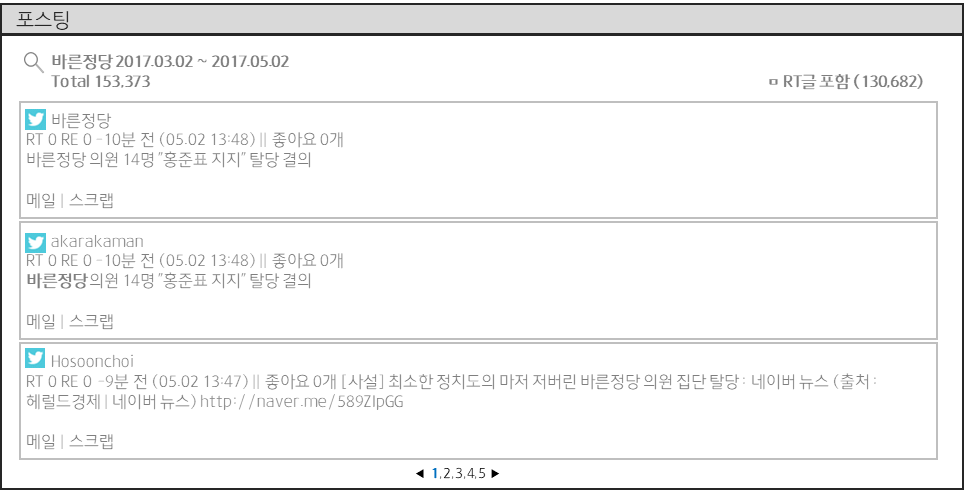 포스팅
바른정당 2017.03.02 ~ 2017.05.02
Total 153,373
ㅁ RT글 포함 (130,682)
바른정당
RT 0 RE 0 -10분 전 (05.02 13:48) || 좋아요 0개
바른정당 의원 14명 "홍준표 지지" 탈당 결의
메일 | 스크랩
akarakaman
RT 0 RE 0 -10분 전 (05.02 13:48) || 좋아요 0개
바른정당의원 14명 "홍준표 지지" 탈당 결의
메일 | 스크랩
Hosoonchoi
RT 0 RE 0 -9분 전 (05.02 13:47) || 좋아요 0개 [사설] 최소한 정치도의 마저 저버린 바른정당 의원 집단 탈당 : 네이버 뉴스 (출처 :
헤럴드경제 | 네이버 뉴스) http://naver.me/589ZIpGG
메일 | 스크랩
◀ 1,2,3,4,5 ▶